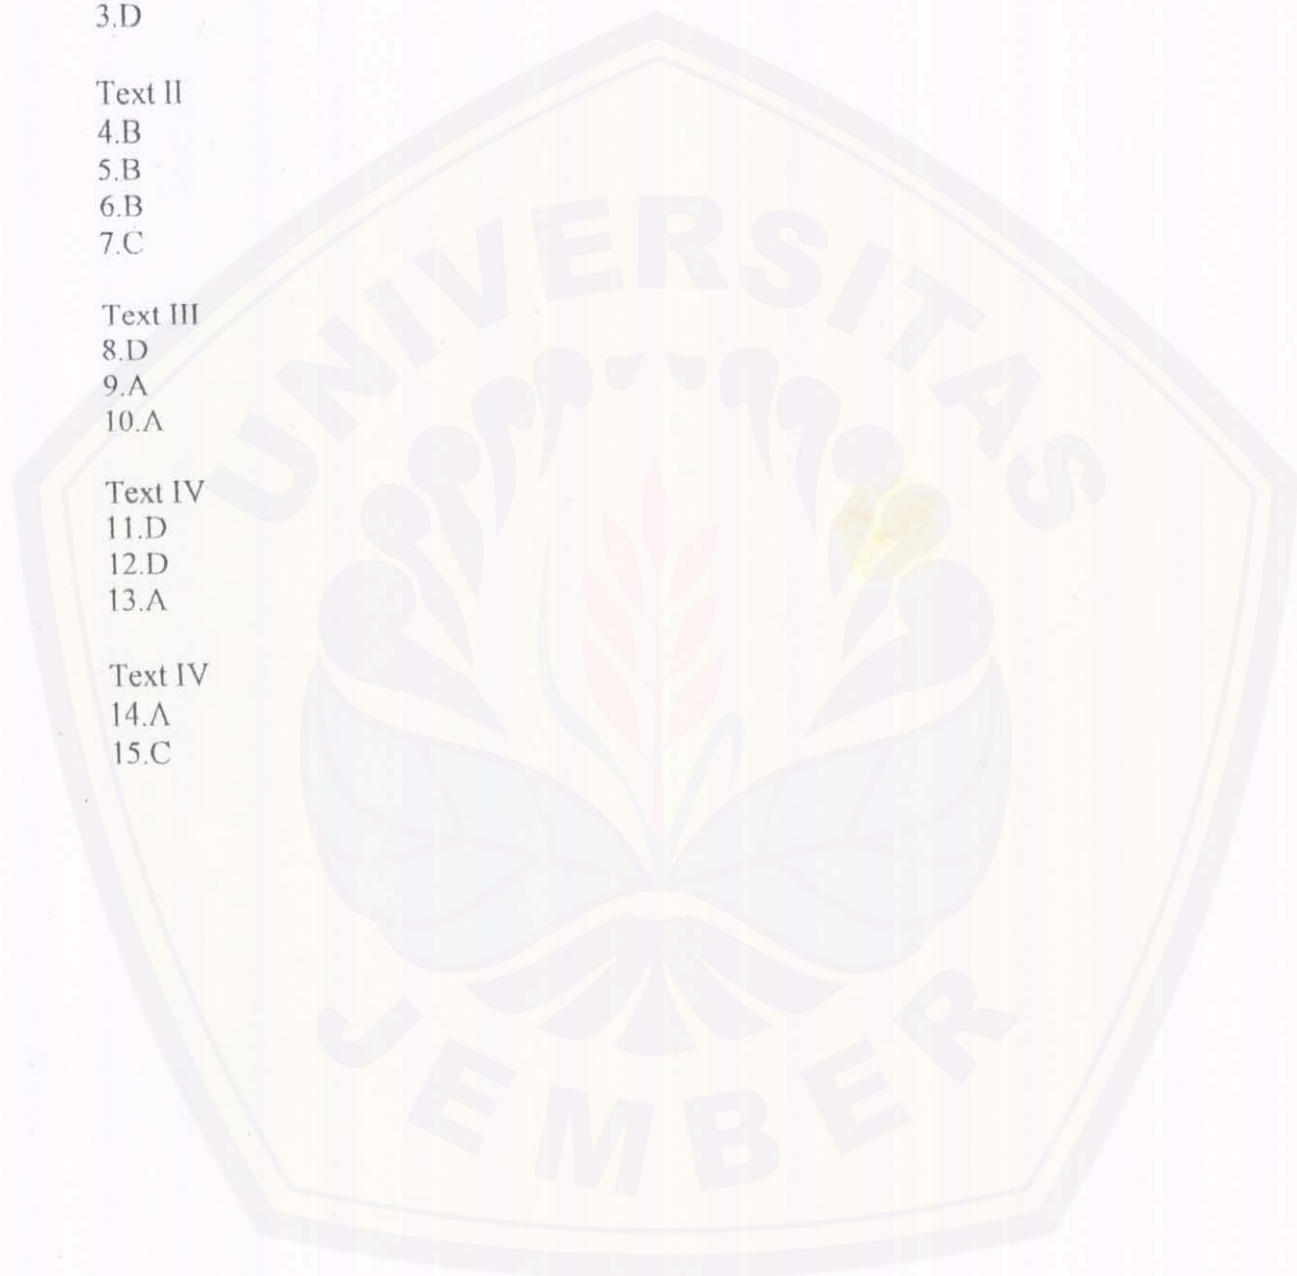 3.D
Text II
4.B
5.B
6.B
7.C
Text III
8.D
9.A
10.A
Text IV
11.D
12.D
13.A
Text IV
14.A
15.C
UNIVERSITAS
JEMBER